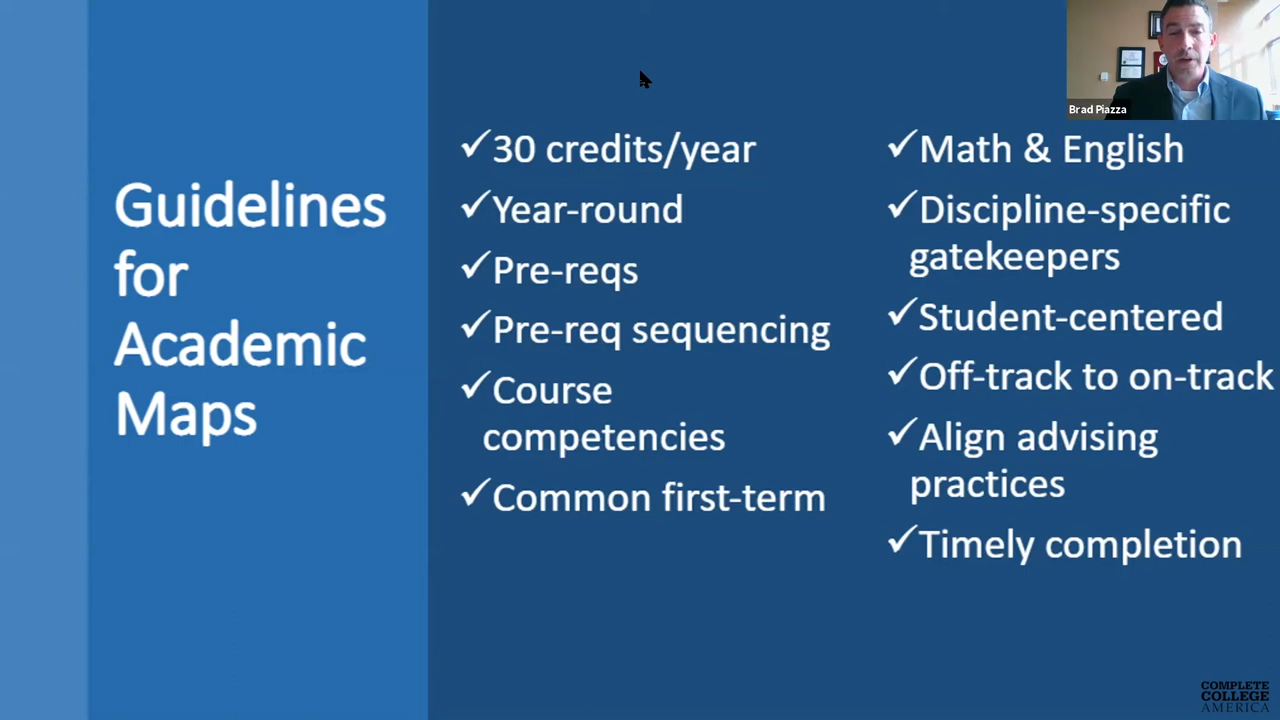 Guidelines
for
Academic
Maps
✓30 credits/year
✓Year-round
✓Pre-reqs
✓Pre-req sequencing
✓Course
competencies
✓Common first-term
✓Math & English
✓Discipline-specific
gatekeepers
✓Student-centered
✓Off-track to on-track
✓Align advising
practices
✓Timely completion
Brad Piazza
COMPLETE
COLLEGE
AMERICA